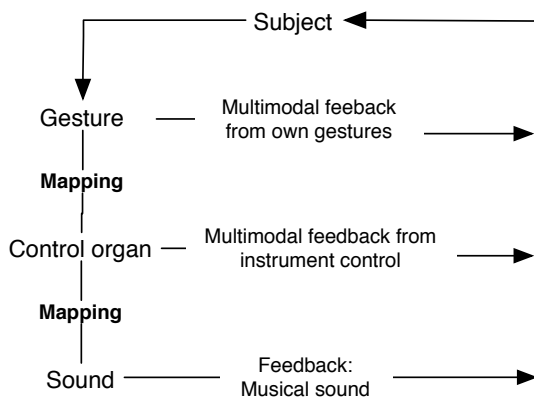 Subject
Gesture
Multimodal feeback
from own gestures
Mapping
Control organ
Multimodal feedback from
instrument control
Mapping
Sound
Feedback:
Musical sound